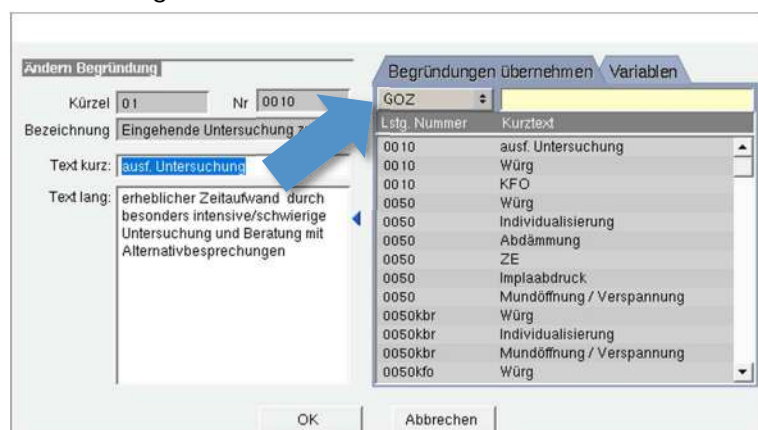 Ändern Begründung
Kürzel 01 Nr 0010
Bezeichnung Eingehende Untersuchung
Text kurz: ausf. Untersuchung
Text lang: erheblicher Zeitaufwand durch
besonders intensive/schwierige
Untersuchung und Beratung mit
Alternativbesprechungen
Begründungen übernehmen Variablen
GOZ
Lstg. Nummer Kurztext
0010 ausf. Untersuchung
0010 Würg
0010 KFO
0050 Würg
0050 Individualisierung
0050 Abdämmung
0050 ZE
0050 Implaabdruck
0050 Mundöffnung / Verspannung
0050kbr Würg
0050kbr Individualisierung
0050kbr Mundöffnung / Verspannung
0050kfo Würg
OK Abbrechen